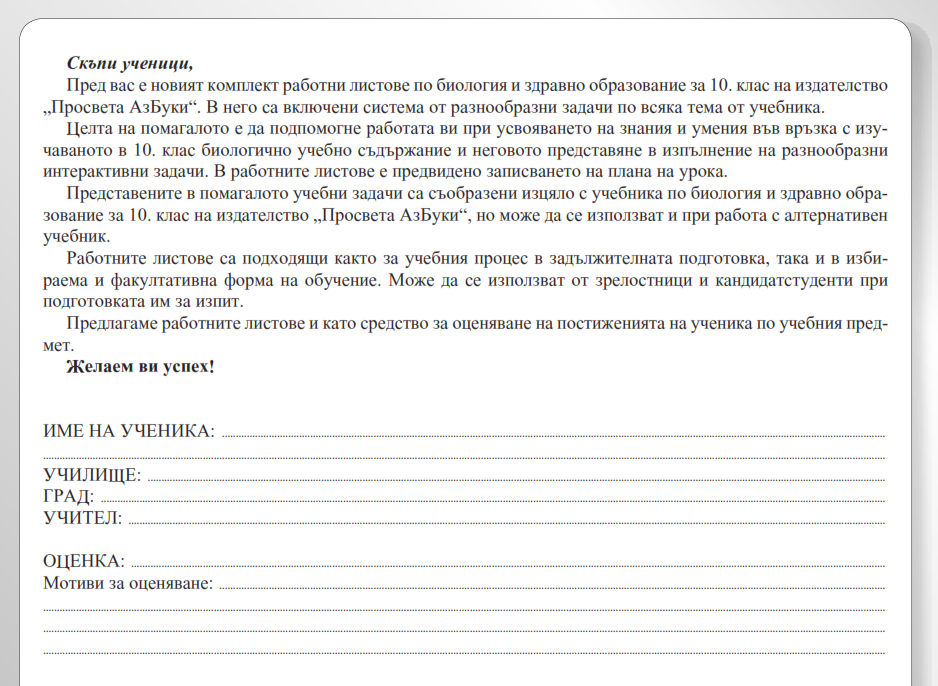 Скъпи ученици,
Пред вас е новият комплект работни листове по биология и здравно образование за 10. клас на издателство
„Просвета АзБуки“. В него са включени система от разнообразни задачи по всяка тема от учебника.
Целта на помагалото е да подпомогне работата ви при усвояването на знания и умения във връзка с изу-
чаваното в 10. клас биологично учебно съдържание и неговото представяне в изпълнение на разнообразни
интерактивни задачи. В работните листове е предвидено записването на плана на урока.
Представените в помагалото учебни задачи са съобразени изцяло с учебника по биология и здравно обра-
зование за 10. клас на издателство „Просвета АзБуки“, но може да се използват и при работа с алтернативен
учебник.
Работните листове са подходящи както за учебния процес в задължителната подготовка, така и в изби-
раема и факултативна форма на обучение. Може да се използват от зрелостници и кандидатстуденти при
подготовката им за изпит.
Предлагаме работните листове и като средство за оценяване на постиженията на ученика по учебния пред-
мет.
Желаем ви успех!
ИМЕ НА УЧЕНИКА:
УЧИЛИЩЕ:
ГРАД:
УЧИТЕЛ:
ОЦЕНКА:
Мотиви за оценяване: